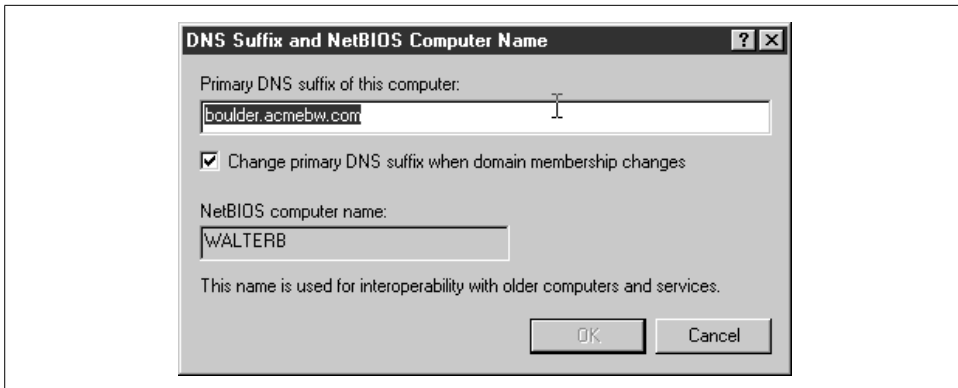 DNS Suffix and NetBIOS Computer Name
Primary DNS suffix of this computer:
boulder.acmebw.com
Change primary DNS suffix when domain membership changes
NetBIOS computer name:
WALTERB
This name is used for interoperability with older computers and services.
OK
Cancel